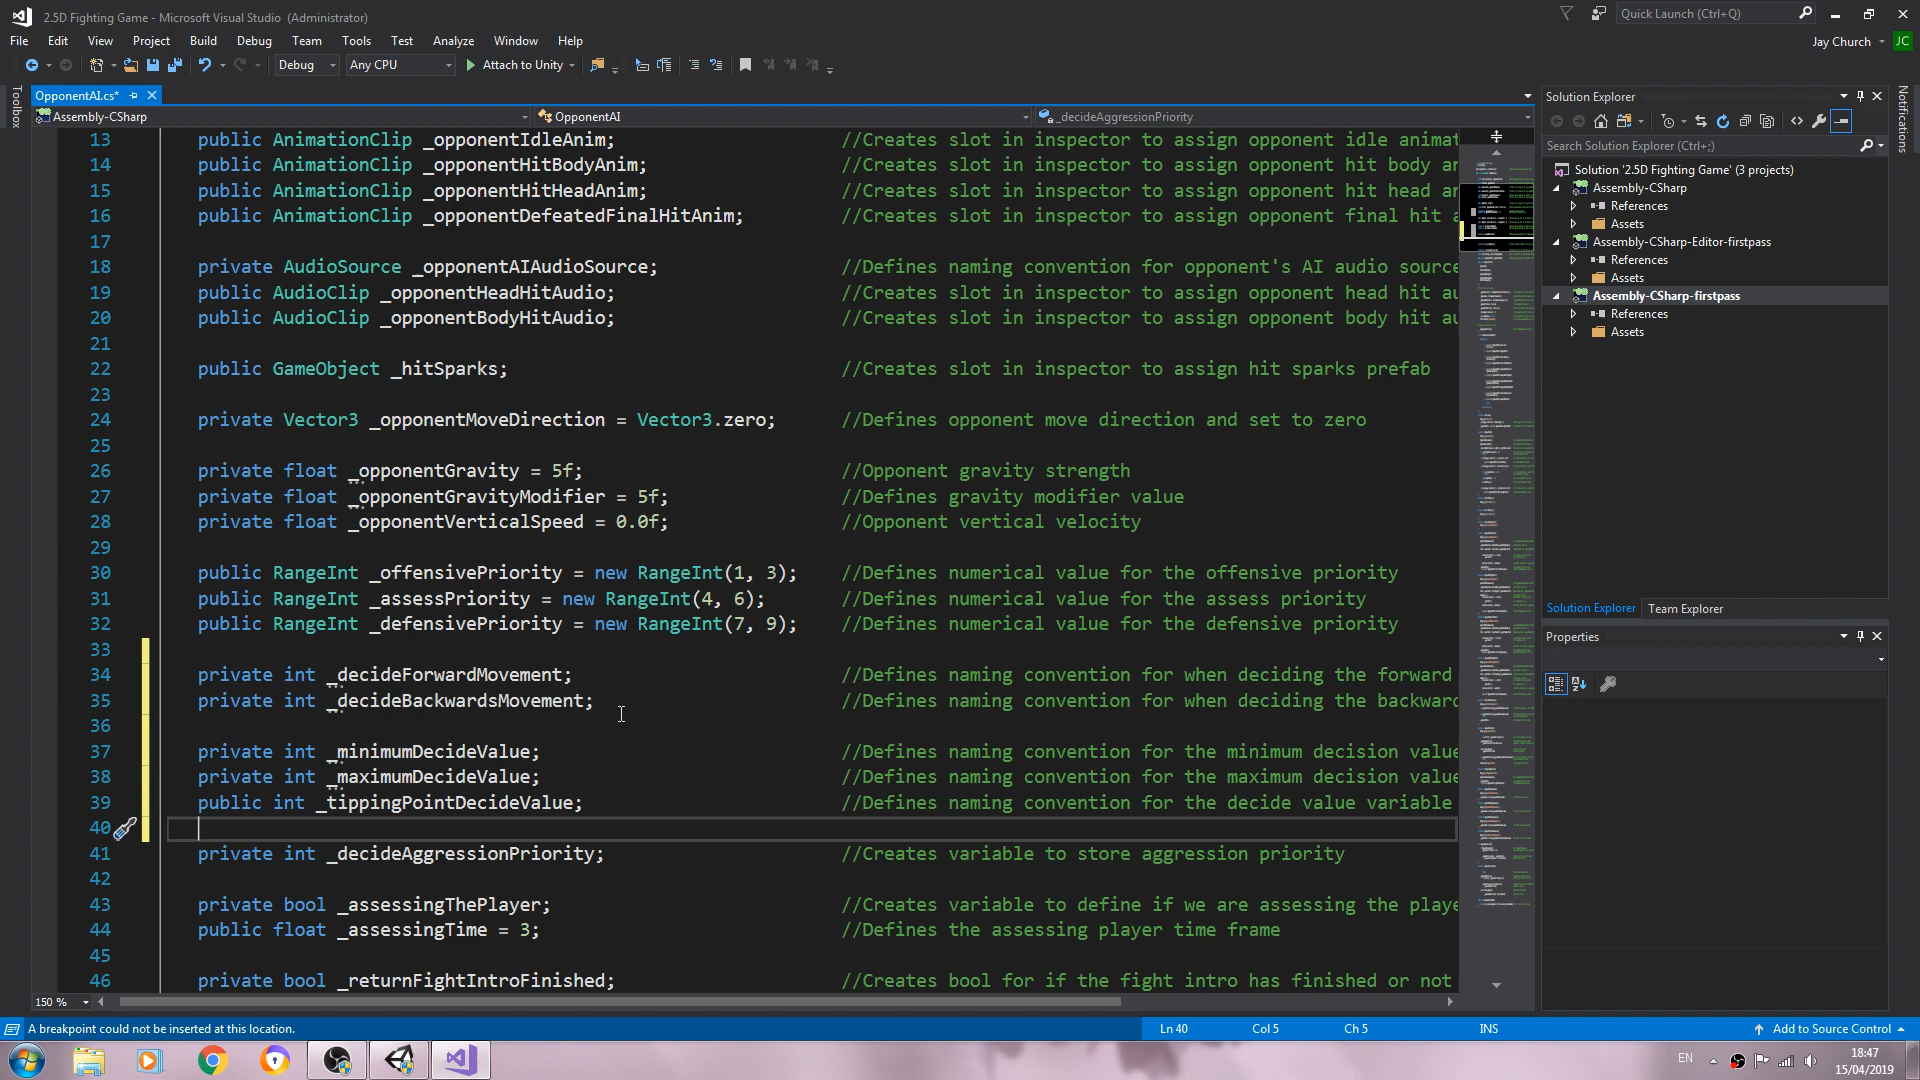 2.5D Fighting Game - Microsoft Visual Studio (Administrator)
Quick Launch (Ctrl+Q)
File Edit View Project Build Debug Team Tools Test Analyze Window Help
Jay Church JC
Debug Any CPU Attach to Unity
Toolbox
OpponentAI.cs*
Assembly-CSharp OpponentAI _decideAggressionPriority
13 public AnimationClip _opponentIdleAnim; //Creates slot in inspector to assign opponent idle animat
14 public AnimationClip _opponentHitBodyAnim; //Creates slot in inspector to assign opponent hit body an
15 public AnimationClip _opponentHitHeadAnim; //Creates slot in inspector to assign opponent hit head an
16 public AnimationClip _opponentDefeatedFinalHitAnim; //Creates slot in inspector to assign opponent final hit a
17
18 private AudioSource _opponentAIAudioSource; //Defines naming convention for opponent's AI audio source
19 public AudioClip _opponentHeadHitAudio; //Creates slot in inspector to assign opponent head hit au
20 public AudioClip _opponentBodyHitAudio; //Creates slot in inspector to assign opponent body hit au
21
22 public GameObject _hitSparks; //Creates slot in inspector to assign hit sparks prefab
23
24 private Vector3 _opponentMoveDirection = Vector3.zero; //Defines opponent move direction and set to zero
25
26 private float _opponentGravity = 5f; //Opponent gravity strength
27 private float _opponentGravityModifier = 5f; //Defines gravity modifier value
28 private float _opponentVerticalSpeed = 0.0f; //Opponent vertical velocity
29
30 public RangeInt _offensivePriority = new RangeInt(1, 3); //Defines numerical value for the offensive priority
31 public RangeInt _assessPriority = new RangeInt(4, 6); //Defines numerical value for the assess priority
32 public RangeInt _defensivePriority = new RangeInt(7, 9); //Defines numerical value for the defensive priority
33
34 private int _decideForwardMovement; //Defines naming convention for when deciding the forward
35 private int _decideBackwardsMovement; //Defines naming convention for when deciding the backward
36
37 private int _minimumDecideValue; //Defines naming convention for the minimum decision value
38 private int _maximumDecideValue; //Defines naming convention for the maximum decision value
39 public int _tippingPointDecideValue; //Defines naming convention for the decide value variable
40
41 private int _decideAggressionPriority; //Creates variable to store aggression priority
42
43 private bool _assessingThePlayer; //Creates variable to define if we are assessing the playe
44 public float _assessingTime = 3; //Defines the assessing player time frame
45
46 private bool _returnFightIntroFinished; //Creates bool for if the fight intro has finished or not
150 %
Solution Explorer
Search Solution Explorer (Ctrl+;)
Solution '2.5D Fighting Game' (3 projects)
Assembly-CSharp
References
Assets
Assembly-CSharp-Editor-firstpass
References
Assets
Assembly-CSharp-firstpass
References
Assets
Solution Explorer Team Explorer
Properties
Notifications
A breakpoint could not be inserted at this location. Ln 40 Col 5 Ch 5 INS Add to Source Control
EN
18:47
15/04/2019